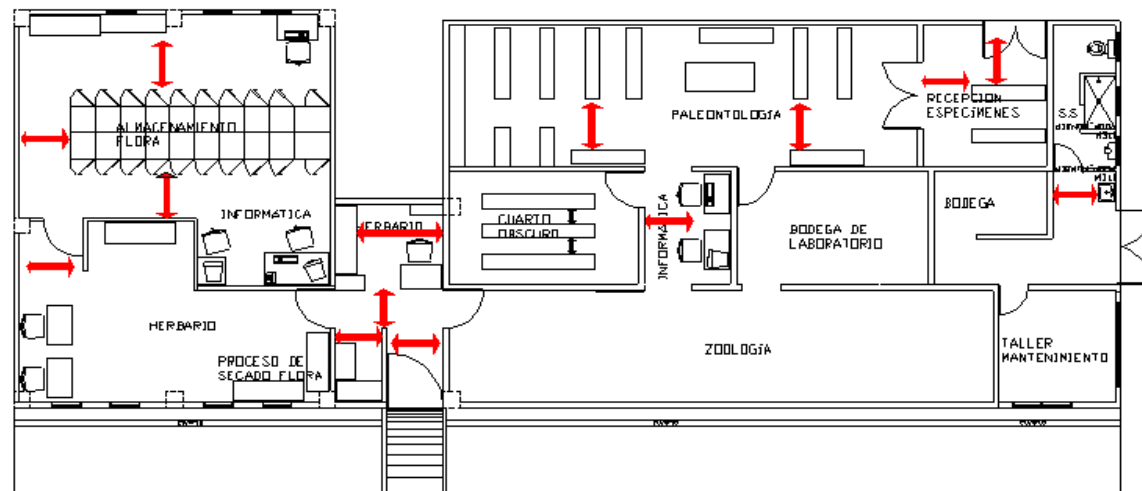 ALMACENAMIENTO
FLORA
INFORMATICA
HERBARIO
PROCESO DE
SECADO FLORA
HERBARIO
CUARTO
OBSCURO
INFORMATICA
PALEONTOLOGIA
RECEPCION
ESPECIMENES
S.S
BODEGA DE
LABORATORIO
BODEGA
ZOOLOGÍA
TALLER
MANTENIMIENTO